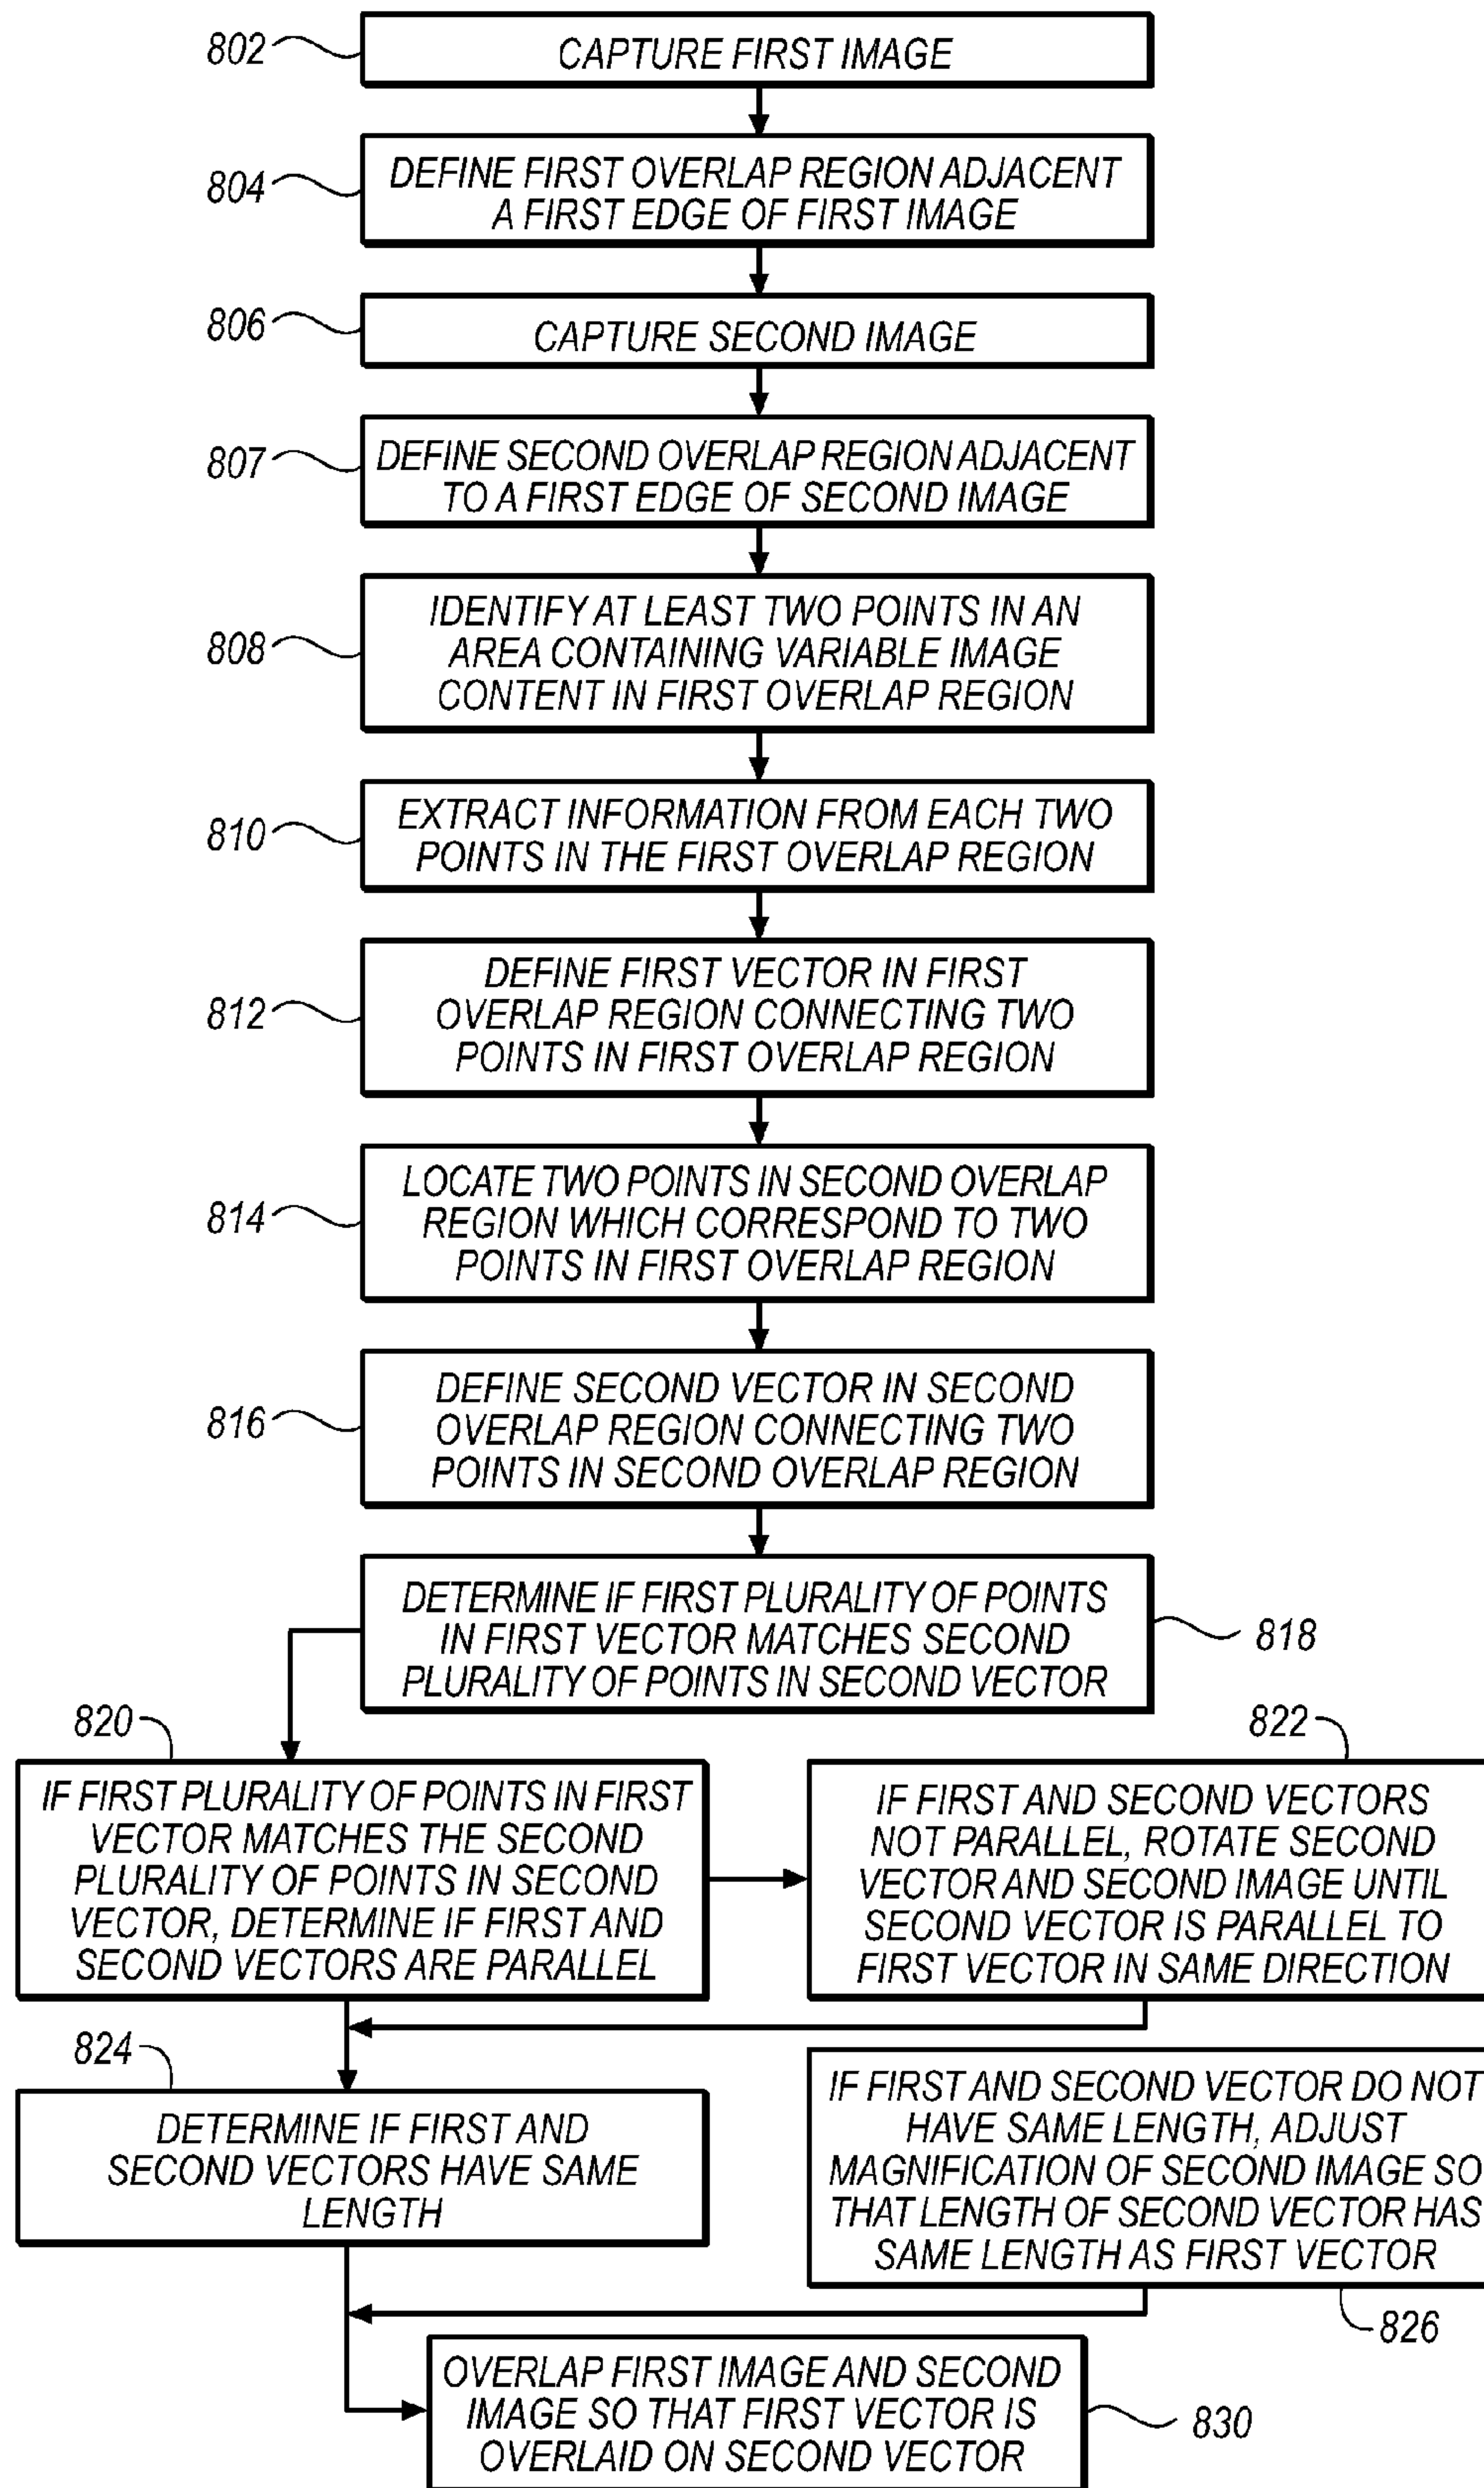 802
CAPTURE FIRST IMAGE
804
DEFINE FIRST OVERLAP REGION ADJACENT
A FIRST EDGE OF FIRST IMAGE
806
CAPTURE SECOND IMAGE
807
DEFINE SECOND OVERLAP REGION ADJACENT
TO A FIRST EDGE OF SECOND IMAGE
808
IDENTIFY AT LEAST TWO POINTS IN AN
AREA CONTAINING VARIABLE IMAGE
CONTENT IN FIRST OVERLAP REGION
810
EXTRACT INFORMATION FROM EACH TWO
POINTS IN THE FIRST OVERLAP REGION
812
DEFINE FIRST VECTOR IN FIRST
OVERLAP REGION CONNECTING TWO
POINTS IN FIRST OVERLAP REGION
814
LOCATE TWO POINTS IN SECOND OVERLAP
REGION WHICH CORRESPOND TO TWO
POINTS IN FIRST OVERLAP REGION
816
DEFINE SECOND VECTOR IN SECOND
OVERLAP REGION CONNECTING TWO
POINTS IN SECOND OVERLAP REGION
DETERMINE IF FIRST PLURALITY OF POINTS
IN FIRST VECTOR MATCHES SECOND
PLURALITY OF POINTS IN SECOND VECTOR
818
820
IF FIRST PLURALITY OF POINTS IN FIRST
VECTOR MATCHES THE SECOND
PLURALITY OF POINTS IN SECOND
VECTOR, DETERMINE IF FIRST AND
SECOND VECTORS ARE PARALLEL
822
IF FIRST AND SECOND VECTORS
NOT PARALLEL, ROTATE SECOND
VECTOR AND SECOND IMAGE UNTIL
SECOND VECTOR IS PARALLEL TO
FIRST VECTOR IN SAME DIRECTION
824
DETERMINE IF FIRST AND
SECOND VECTORS HAVE SAME
LENGTH
IF FIRST AND SECOND VECTOR DO NOT
HAVE SAME LENGTH, ADJUST
MAGNIFICATION OF SECOND IMAGE SO
THAT LENGTH OF SECOND VECTOR HAS
SAME LENGTH AS FIRST VECTOR
826
OVERLAP FIRST IMAGE AND SECOND
IMAGE SO THAT FIRST VECTOR IS
OVERLAID ON SECOND VECTOR
830